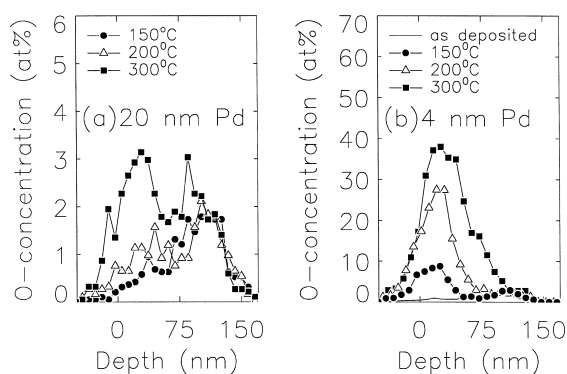 O-concentration (at%)
6
5
4
3
2
1
0
150°C
200°C
300°C
(a)20 nm Pd
0 75 150
Depth (nm)
O-concentration (at%)
70
60
50
40
30
20
10
0
as deposited
150°C
200°C
300°C
(b)4 nm Pd
0 75 150
Depth (nm)